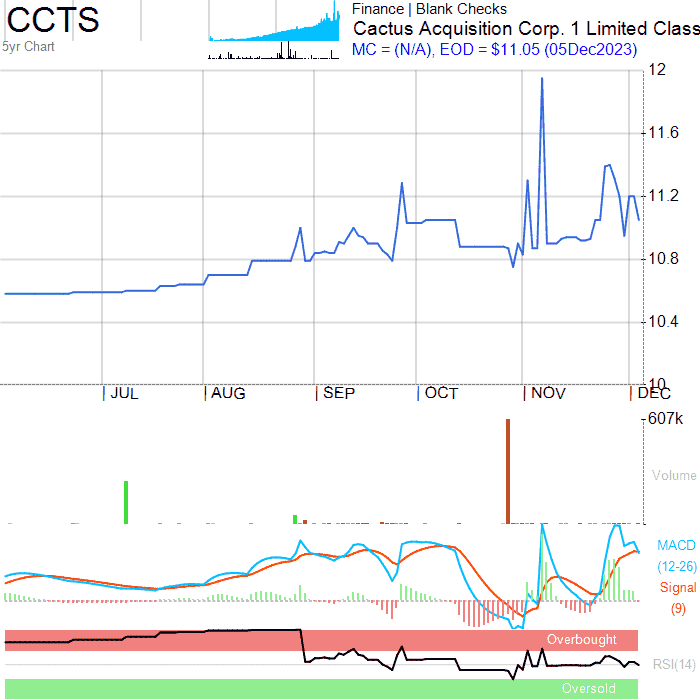 CCTS
5yr Chart
Finance | Blank Checks
Cactus Acquisition Corp. 1 Limited Class
MC = (N/A), EOD = $11.05 (05Dec2023)
12
11.6
11.2
10.8
10.4
10
JUL AUG SEP OCT NOV DEC
607k
Volume
MACD
(12-26)
Signal
(9)
Overbought
RSI(14)
Oversold